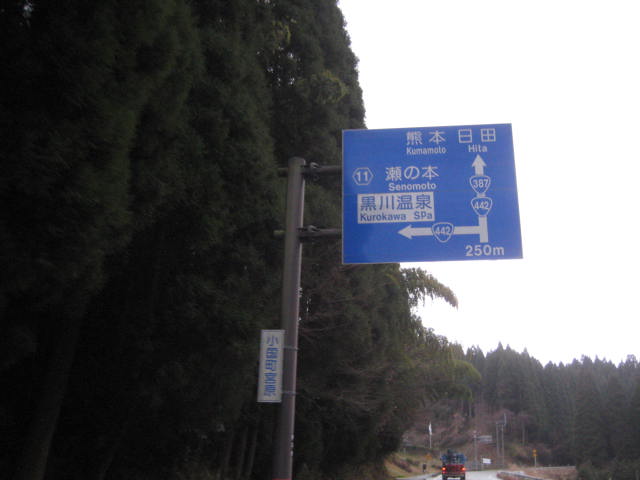 熊本 日田
Kumamoto Hita
11 瀬の本
Senomoto
387
黒川温泉
Kurokawa SPa
442
442
250m